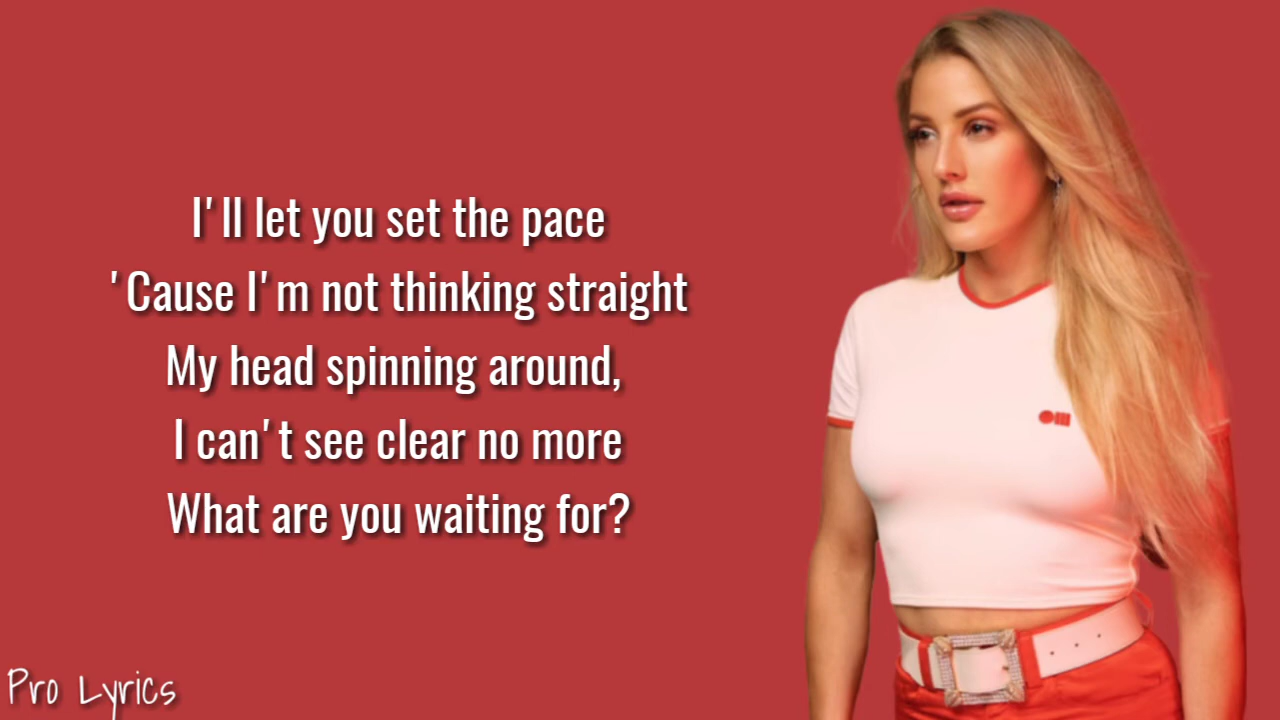 I'll let you set the pace
'Cause I'm not thinking straight
My head spinning around,
I can't see clear no more
What are you waiting for?
Pro Lyrics